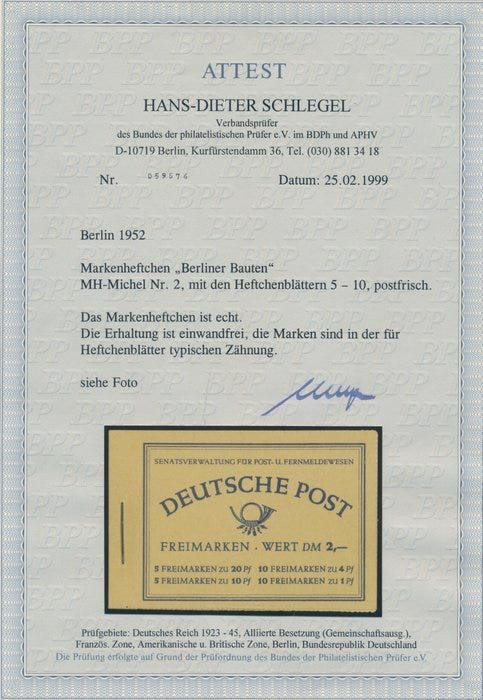 ATTEST
HANS-DIETER SCHLEGEL
Verbandsprüfer
des Bundes der philatelistischen Prüfer e.V. im BDPh und APHV
D-10719 Berlin, Kurfürstendamm 36, Tel. (030) 881 34 18
Nr. 059576 Datum: 25.02.1999
Berlin 1952
Markenheftchen „Berliner Bauten“
MH-Michel Nr. 2, mit den Heftchenblättern 5 – 10, postfrisch.
Das Markenheftchen ist echt.
Die Erhaltung ist einwandfrei, die Marken sind in der für
Heftchenblätter typischen Zähnung.
siehe Foto
SENATSVERWALTUNG FÜR POST- U. FERNMELDEWESEN
DEUTSCHE POST
FREIMARKEN · WERT DM 2,—
5 FREIMARKEN ZU 20 Pf 10 FREIMARKEN ZU 4 Pf
5 FREIMARKEN ZU 10 Pf 10 FREIMARKEN ZU 1 Pf
Prüfgebiete: Deutsches Reich 1923 - 45, Alliierte Besetzung (Gemeinschaftsausg.),
Französ. Zone, Amerikanische u. Britische Zone, Berlin, Bundesrepublik Deutschland
Die Prüfung erfolgte auf Grund der Prüfordnung des Bundes der Philatelistischen Prüfer e.V.